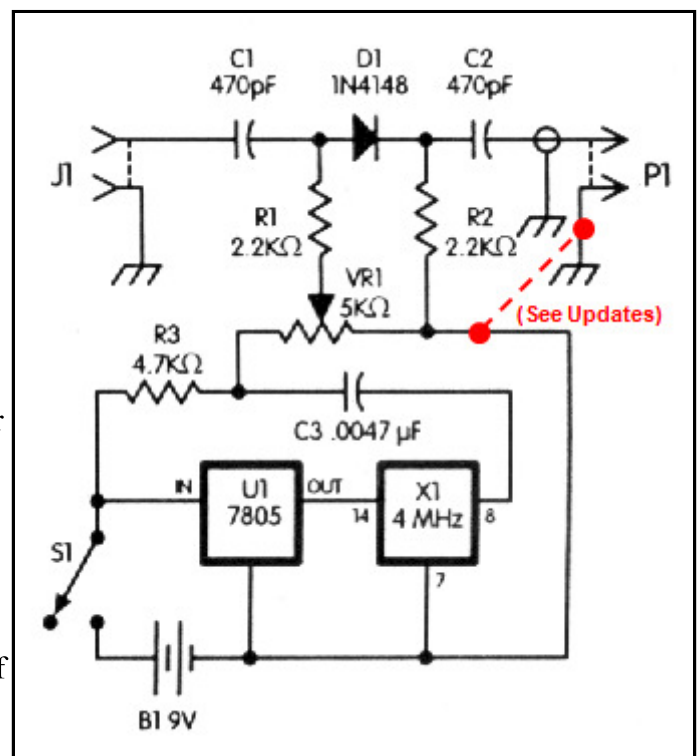 C1
470pF
D1
1N4148
C2
470pF
J1
P1
R1
2.2KΩ
R2
2.2KΩ
VR1
5KΩ
(See Updates)
R3
4.7KΩ
C3 .0047 µF
IN
U1
7805
OUT
14
X1
4 MHz
8
7
S1
B1 9V